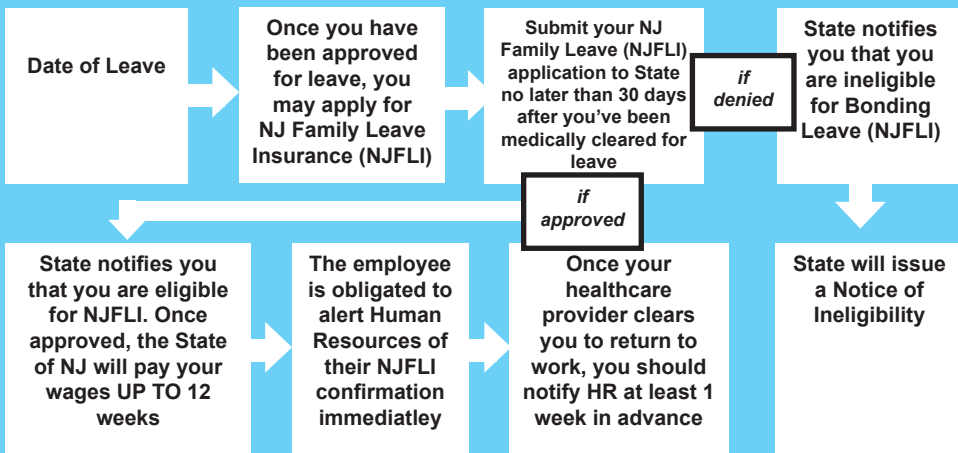 Date of Leave
Once you have
been approved
for leave, you
may apply for
NJ Family Leave
Insurance (NJFLI)
Submit your NJ
Family Leave (NJFLI)
application to State
no later than 30 days
after you've been
medically cleared for
leave
if
denied
State notifies
you that you
are ineligible
for Bonding
Leave (NJFLI)
if
approved
State notifies you
that you are eligible
for NJFLI. Once
approved, the State
of NJ will pay your
wages UP TO 12
weeks
The employee
is obligated to
alert Human
Resources of
their NJFLI
confirmation
immediatley
Once your
healthcare
provider clears
you to return to
work, you should
notify HR at least 1
week in advance
State will issue
a Notice of
Ineligibility